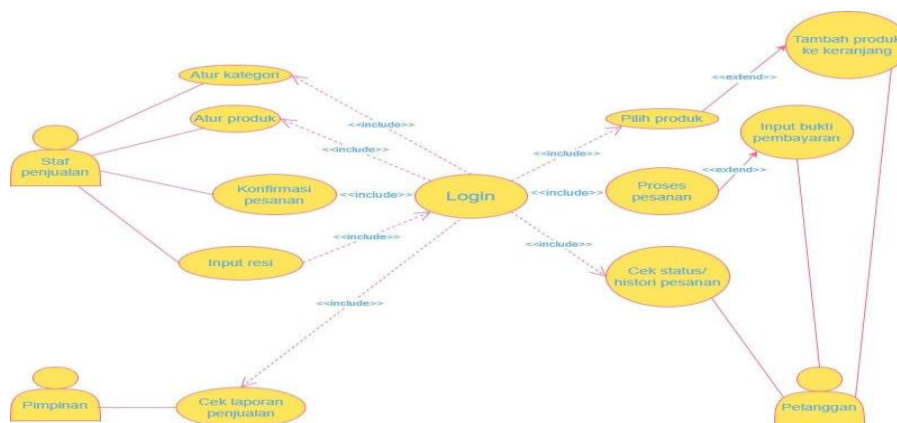 Tambah produk
ke keranjang
<<extend>>
Atur kategori
Atur produk
<<include>>
<<include>>
<<include>>
Pilih produk
Input bukti
pembayaran
Staf
penjualan
Konfirmasi
pesanan
<<include>>
Login
<<include>>
Proses
pesanan
<<extend>>
Input resi
<<include>>
<<include>>
Cek status/
histori pesanan
<<include>>
Pimpinan
Cek laporan
penjualan
Pelanggan